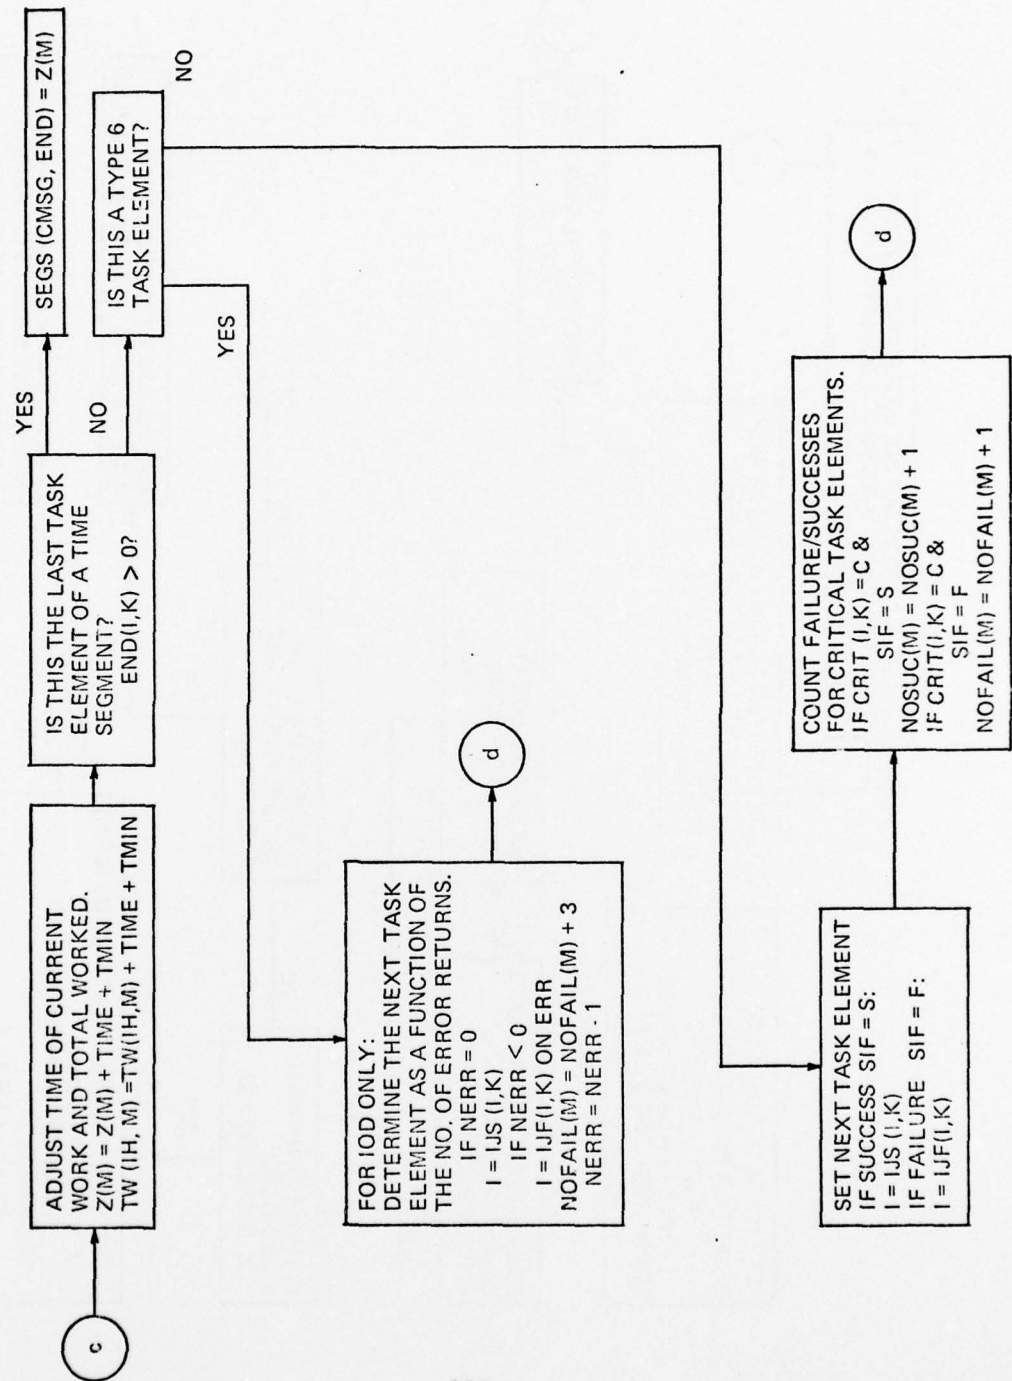 c
ADJUST TIME OF CURRENT
WORK AND TOTAL WORKED.
Z(M) = Z(M) + TIME + TMIN
TW (IH, M) =TW(IH,M) + TIME + TMIN
IS THIS THE LAST TASK
ELEMENT OF A TIME
SEGMENT?
END(I,K) > 0?
YES
NO
SEGS (CMSG, END) = Z(M)
IS THIS A TYPE 6
TASK ELEMENT?
YES
NO
FOR IOD ONLY:
DETERMINE THE NEXT TASK
ELEMENT AS A FUNCTION OF
THE NO. OF ERROR RETURNS.
IF NERR = 0
I = IJS (I,K)
IF NERR < 0
I = IJF(I,K) ON ERR
NOFAIL(M) = NOFAIL(M) + 3
NERR = NERR - 1
d
SET NEXT TASK ELEMENT
IF SUCCESS SIF = S:
I = IJS (I,K)
IF FAILURE SIF = F:
I = IJF(I,K)
COUNT FAILURE/SUCCESSES
FOR CRITICAL TASK ELEMENTS.
IF CRIT (I,K) = C &
SIF = S
NOSUC(M) = NOSUC(M) + 1
IF CRIT(I,K) = C &
SIF = F
NOFAIL(M) = NOFAIL(M) + 1
d